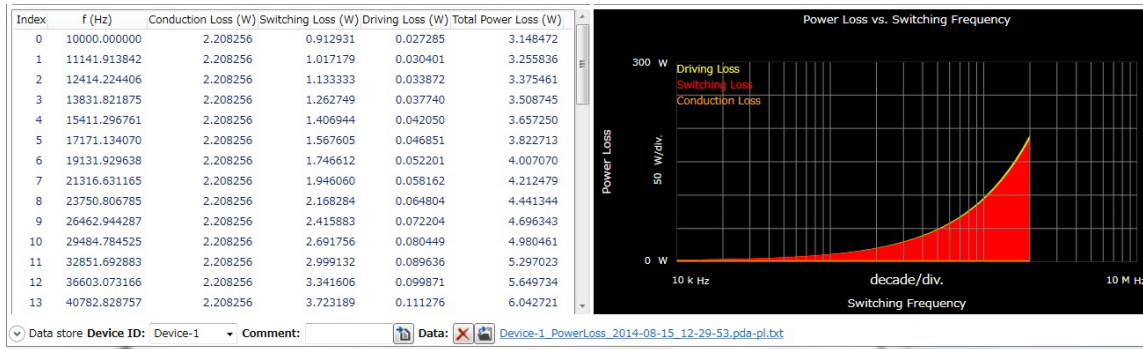 Index f (Hz) Conduction Loss (W) Switching Loss (W) Driving Loss (W) Total Power Loss (W)
0 10000.000000 2.208256 0.912931 0.027285 3.148472
1 11141.913842 2.208256 1.017179 0.030401 3.255836
2 12414.224406 2.208256 1.133333 0.033872 3.375461
3 13831.821875 2.208256 1.262749 0.037740 3.508745
4 15411.296761 2.208256 1.406944 0.042050 3.657250
5 17171.134070 2.208256 1.567605 0.046851 3.822713
6 19131.929638 2.208256 1.746612 0.052201 4.007070
7 21316.631165 2.208256 1.946060 0.058162 4.212479
8 23750.806785 2.208256 2.168284 0.064804 4.441344
9 26462.944287 2.208256 2.415883 0.072204 4.696343
10 29484.784525 2.208256 2.691756 0.080449 4.980461
11 32851.692883 2.208256 2.999132 0.089636 5.297023
12 36603.073166 2.208256 3.341606 0.099871 5.649734
13 40782.828757 2.208256 3.723189 0.111276 6.042721
Power Loss vs. Switching Frequency
300 W
Driving Loss
Switching Loss
Conduction Loss
Power Loss
50 W/div.
0 W
10 k Hz decade/div. 10 M Hz
Switching Frequency
Data store Device ID: Device-1 Comment: Data: Device-1_PowerLoss_2014-08-15_12-29-53.pda-pl.txt